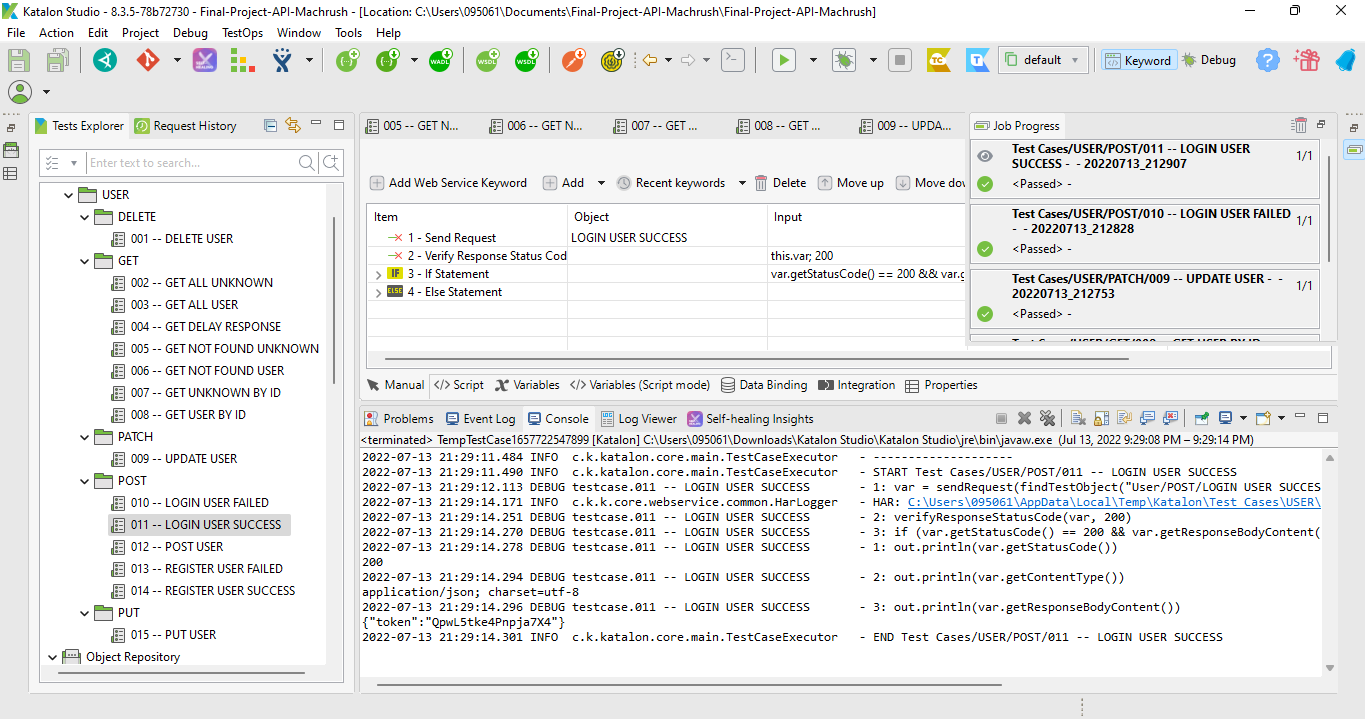 Katalon Studio - 8.3.5-78b72730 - Final-Project-API-Machrush - [Location: C:\Users\095061\Documents\Final-Project-API-Machrush\Final-Project-API-Machrush]
File Action Edit Project Debug TestOps Window Tools Help
WADL WSDL WSDL TC T default Keyword Debug
Tests Explorer Request History
Enter text to search...
USER
DELETE
001 -- DELETE USER
GET
002 -- GET ALL UNKNOWN
003 -- GET ALL USER
004 -- GET DELAY RESPONSE
005 -- GET NOT FOUND UNKNOWN
006 -- GET NOT FOUND USER
007 -- GET UNKNOWN BY ID
008 -- GET USER BY ID
PATCH
009 -- UPDATE USER
POST
010 -- LOGIN USER FAILED
011 -- LOGIN USER SUCCESS
012 -- POST USER
013 -- REGISTER USER FAILED
014 -- REGISTER USER SUCCESS
PUT
015 -- PUT USER
Object Repository
005 -- GET N... 006 -- GET N... 007 -- GET ... 008 -- GET ... 009 -- UPDA...
Add Web Service Keyword Add Recent keywords Delete Move up Move dow
Item Object Input
1 - Send Request LOGIN USER SUCCESS
2 - Verify Response Status Cod this.var; 200
IF 3 - If Statement var.getStatusCode() == 200 && var.g
ELSE 4 - Else Statement
Job Progress
Test Cases/USER/POST/011 -- LOGIN USER
SUCCESS - - 20220713_212907
1/1
<Passed> -
Test Cases/USER/POST/010 -- LOGIN USER FAILED
- - 20220713_212828
1/1
<Passed> -
Test Cases/USER/PATCH/009 -- UPDATE USER - -
20220713_212753
1/1
<Passed> -
Manual </> Script Variables </> Variables (Script mode) Data Binding Integration Properties
Problems Event Log Console Log Viewer Self-healing Insights
<terminated> TempTestCase1657722547899 [Katalon] C:\Users\095061\Downloads\Katalon Studio\Katalon Studio\jre\bin\javaw.exe (Jul 13, 2022 9:29:08 PM – 9:29:14 PM)
2022-07-13 21:29:11.484 INFO c.k.katalon.core.main.TestCaseExecutor - --------------------
2022-07-13 21:29:11.490 INFO c.k.katalon.core.main.TestCaseExecutor - START Test Cases/USER/POST/011 -- LOGIN USER SUCCESS
2022-07-13 21:29:12.113 DEBUG testcase.011 -- LOGIN USER SUCCESS - 1: var = sendRequest(findTestObject("User/POST/LOGIN USER SUCCES
2022-07-13 21:29:14.171 INFO c.k.k.core.webservice.common.HarLogger - HAR: C:\Users\095061\AppData\Local\Temp\Katalon\Test Cases\USER\
2022-07-13 21:29:14.251 DEBUG testcase.011 -- LOGIN USER SUCCESS - 2: verifyResponseStatusCode(var, 200)
2022-07-13 21:29:14.270 DEBUG testcase.011 -- LOGIN USER SUCCESS - 3: if (var.getStatusCode() == 200 && var.getResponseBodyContent(
2022-07-13 21:29:14.278 DEBUG testcase.011 -- LOGIN USER SUCCESS - 1: out.println(var.getStatusCode())
200
2022-07-13 21:29:14.294 DEBUG testcase.011 -- LOGIN USER SUCCESS - 2: out.println(var.getContentType())
application/json; charset=utf-8
2022-07-13 21:29:14.296 DEBUG testcase.011 -- LOGIN USER SUCCESS - 3: out.println(var.getResponseBodyContent())
{"token":"QpwL5tke4Pnpja7X4"}
2022-07-13 21:29:14.301 INFO c.k.katalon.core.main.TestCaseExecutor - END Test Cases/USER/POST/011 -- LOGIN USER SUCCESS